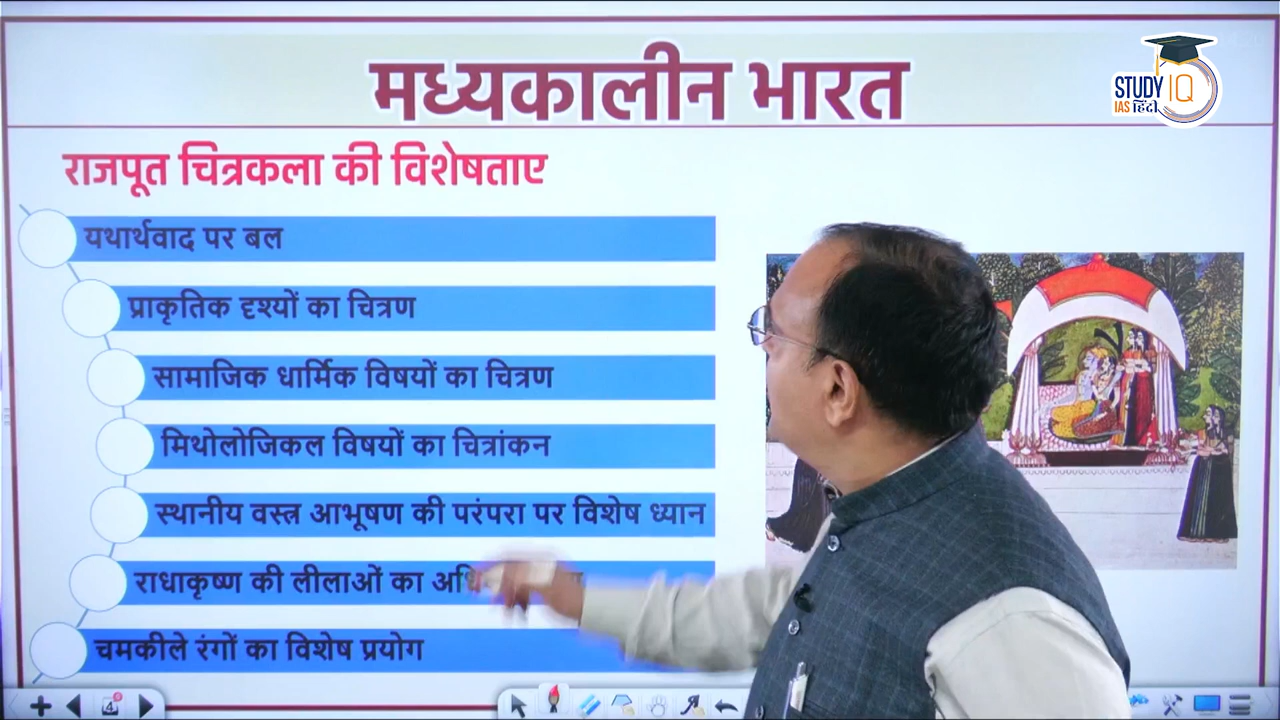 मध्यकालीन भारत
STUDY IQ
IAS हिंदी
राजपूत चित्रकला की विशेषताए
यथार्थवाद पर बल
प्राकृतिक दृश्यों का चित्रण
सामाजिक धार्मिक विषयों का चित्रण
मिथोलोजिकल विषयों का चित्रांकन
स्थानीय वस्त्र आभूषण की परंपरा पर विशेष ध्यान
राधाकृष्ण की लीलाओं का
चमकीले रंगों का विशेष प्रयोग